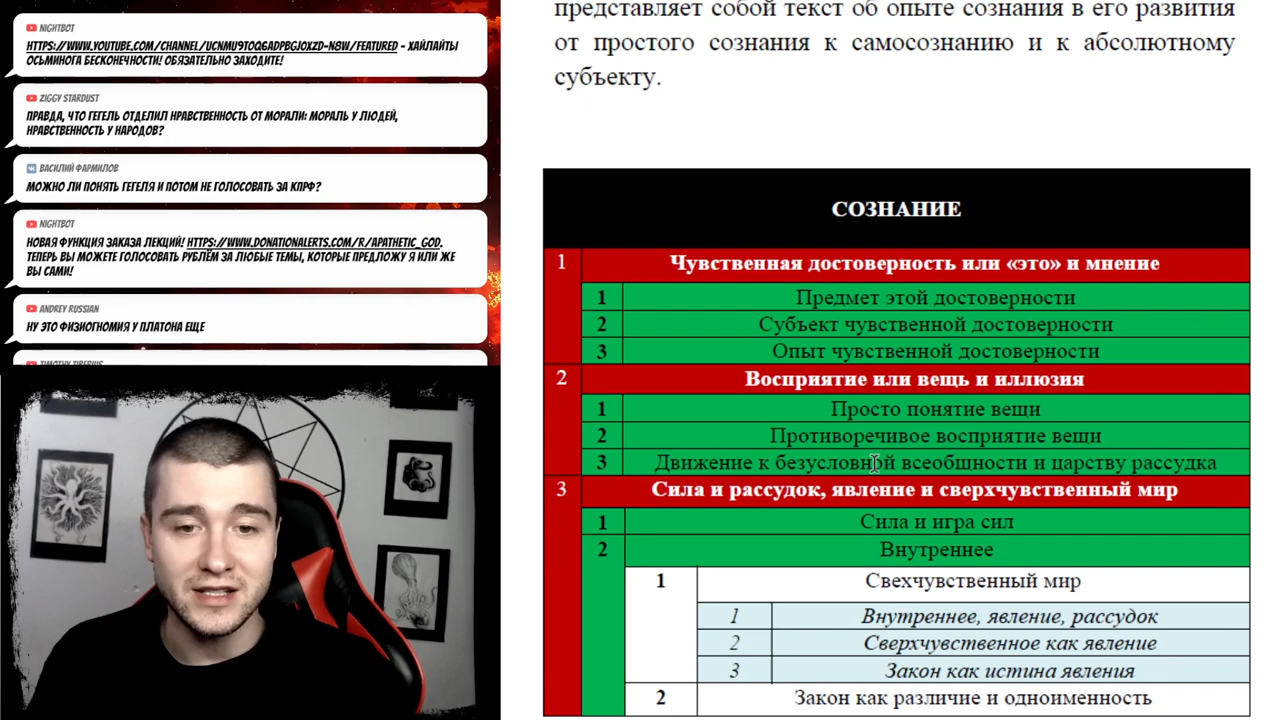 NIGHTBOT
HTTPS://WWW.YOUTUBE.COM/CHANNEL/UCNMU9TOQ6ADPBGJOXZD-N8W/FEATURED - ХАЙЛАЙТЫ
ОСЬМИНОГА БЕСКОНЕЧНОСТИ! ОБЯЗАТЕЛЬНО ЗАХОДИТЕ!
ZIGGY STARDUST
ПРАВДА, ЧТО ГЕГЕЛЬ ОТДЕЛИЛ НРАВСТВЕННОСТЬ ОТ МОРАЛИ: МОРАЛЬ У ЛЮДЕЙ,
НРАВСТВЕННОСТЬ У НАРОДОВ?
ВАСИЛИЙ ФАРМИЛОВ
МОЖНО ЛИ ПОНЯТЬ ГЕГЕЛЯ И ПОТОМ НЕ ГОЛОСОВАТЬ ЗА КПРФ?
NIGHTBOT
НОВАЯ ФУНКЦИЯ ЗАКАЗА ЛЕКЦИЙ! HTTPS://WWW.DONATIONALERTS.COM/R/APATHETIC_GOD.
ТЕПЕРЬ ВЫ МОЖЕТЕ ГОЛОСОВАТЬ РУБЛЁМ ЗА ЛЮБЫЕ ТЕМЫ, КОТОРЫЕ ПРЕДЛОЖУ Я ИЛИ ЖЕ
ВЫ САМИ!
ANDREY RUSSIAN
НУ ЭТО ФИЗИОГНОМИЯ У ПЛАТОНА ЕЩЕ
представляет собой текст об опыте сознания в его развития
от простого сознания к самосознанию и к абсолютному
субъекту.
СОЗНАНИЕ
1 Чувственная достоверность или «это» и мнение
1 Предмет этой достоверности
2 Субъект чувственной достоверности
3 Опыт чувственной достоверности
2 Восприятие или вещь и иллюзия
1 Просто понятие вещи
2 Противоречивое восприятие вещи
3 Движение к безусловной всеобщности и царству рассудка
3 Сила и рассудок, явление и сверхчувственный мир
1 Сила и игра сил
2 Внутреннее
1 Свехчувственный мир
1 Внутреннее, явление, рассудок
2 Сверхчувственное как явление
3 Закон как истина явления
2 Закон как различие и одноименность